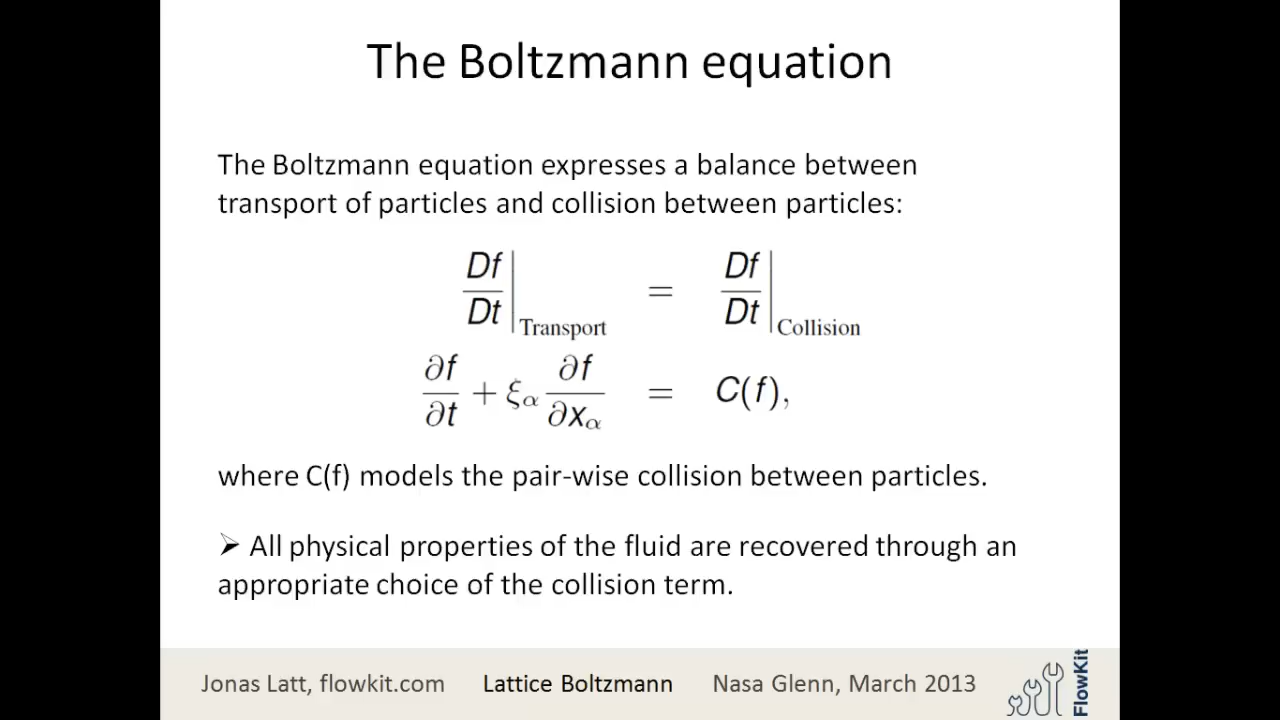 The Boltzmann equation
The Boltzmann equation expresses a balance between
transport of particles and collision between particles:
Df/Dt|Transport = Df/Dt|Collision
∂f/∂t + ξα ∂f/∂xα = C(f),
where C(f) models the pair-wise collision between particles.
➢ All physical properties of the fluid are recovered through an
appropriate choice of the collision term.
Jonas Latt, flowkit.com Lattice Boltzmann Nasa Glenn, March 2013
FlowKit